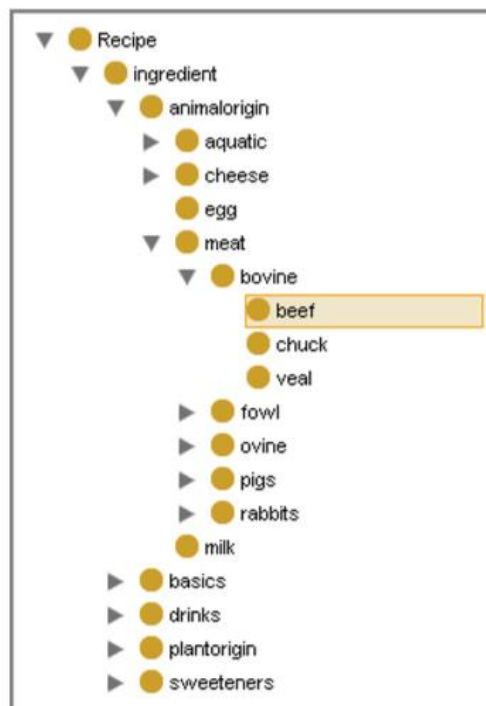 Recipe
ingredient
animalorigin
aquatic
cheese
egg
meat
bovine
beef
chuck
veal
fowl
ovine
pigs
rabbits
milk
basics
drinks
plantorigin
sweeteners